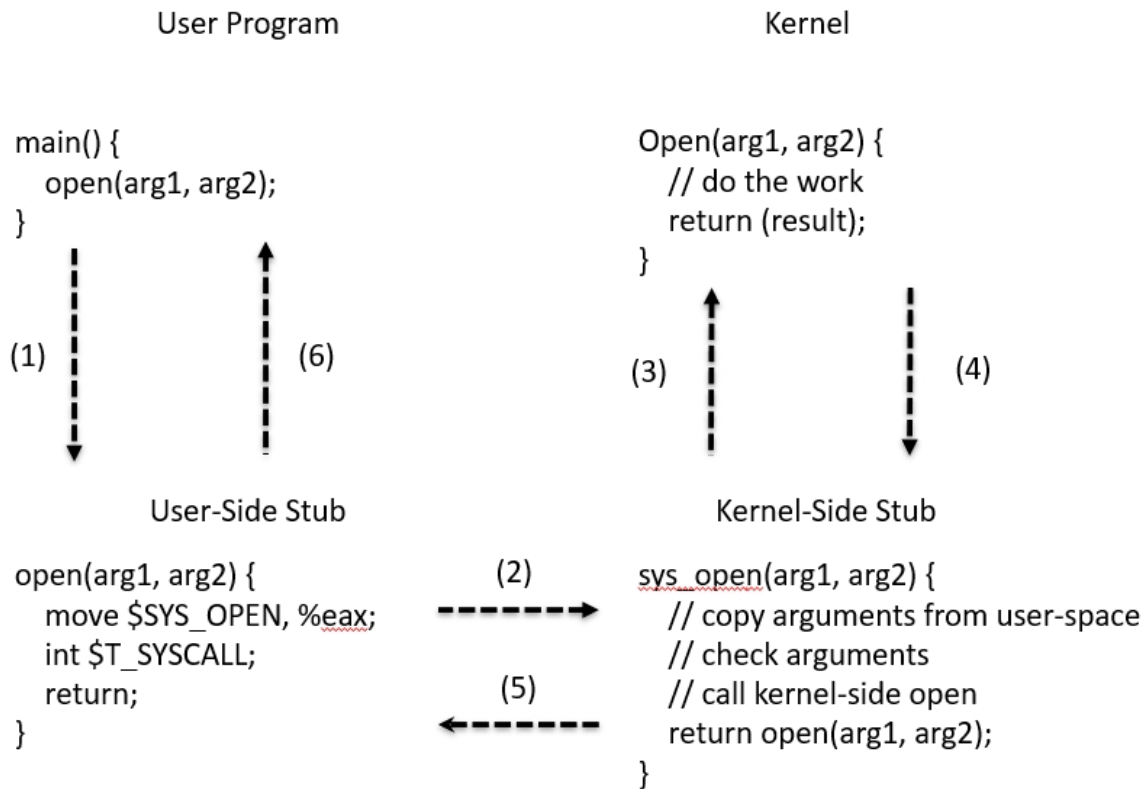 User Program
Kernel
main() {
open(arg1, arg2);
}
Open(arg1, arg2) {
// do the work
return (result);
}
(1)
(6)
(3)
(4)
User-Side Stub
Kernel-Side Stub
open(arg1, arg2) {
move $SYS_OPEN, %eax;
int $T_SYSCALL;
return;
}
(2)
(5)
sys_open(arg1, arg2) {
// copy arguments from user-space
// check arguments
// call kernel-side open
return open(arg1, arg2);
}